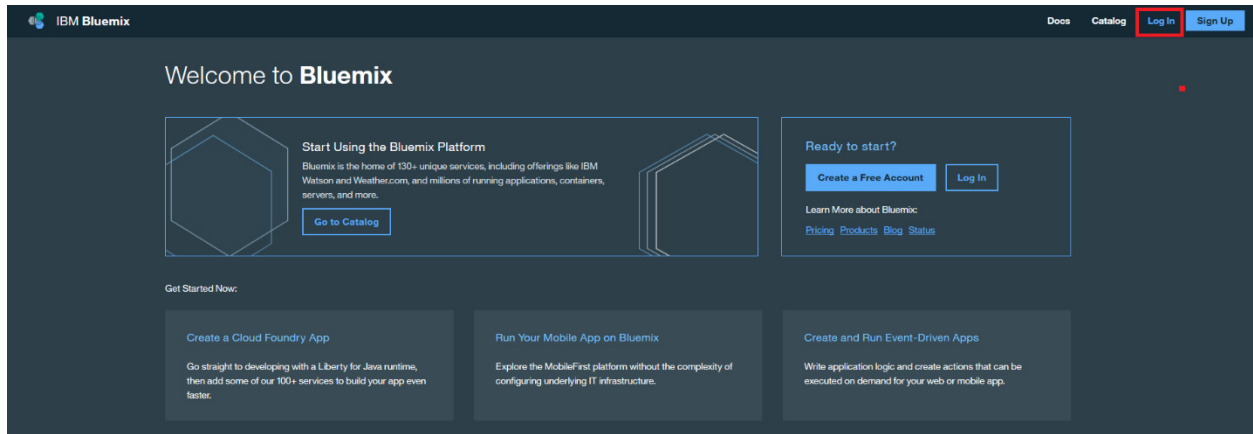 IBM Bluemix
Docs Catalog Log In Sign Up
Welcome to Bluemix
Start Using the Bluemix Platform
Bluemix is the home of 130+ unique services, including offerings like IBM
Watson and Weather.com, and millions of running applications, containers,
servers, and more.
Go to Catalog
Ready to start?
Create a Free Account Log In
Learn More about Bluemix:
Pricing Products Blog Status
Get Started Now:
Create a Cloud Foundry App
Go straight to developing with a Liberty for Java runtime,
then add some of our 100+ services to build your app even
faster.
Run Your Mobile App on Bluemix
Explore the MobileFirst platform without the complexity of
configuring underlying IT infrastructure.
Create and Run Event-Driven Apps
Write application logic and create actions that can be
executed on demand for your web or mobile app.